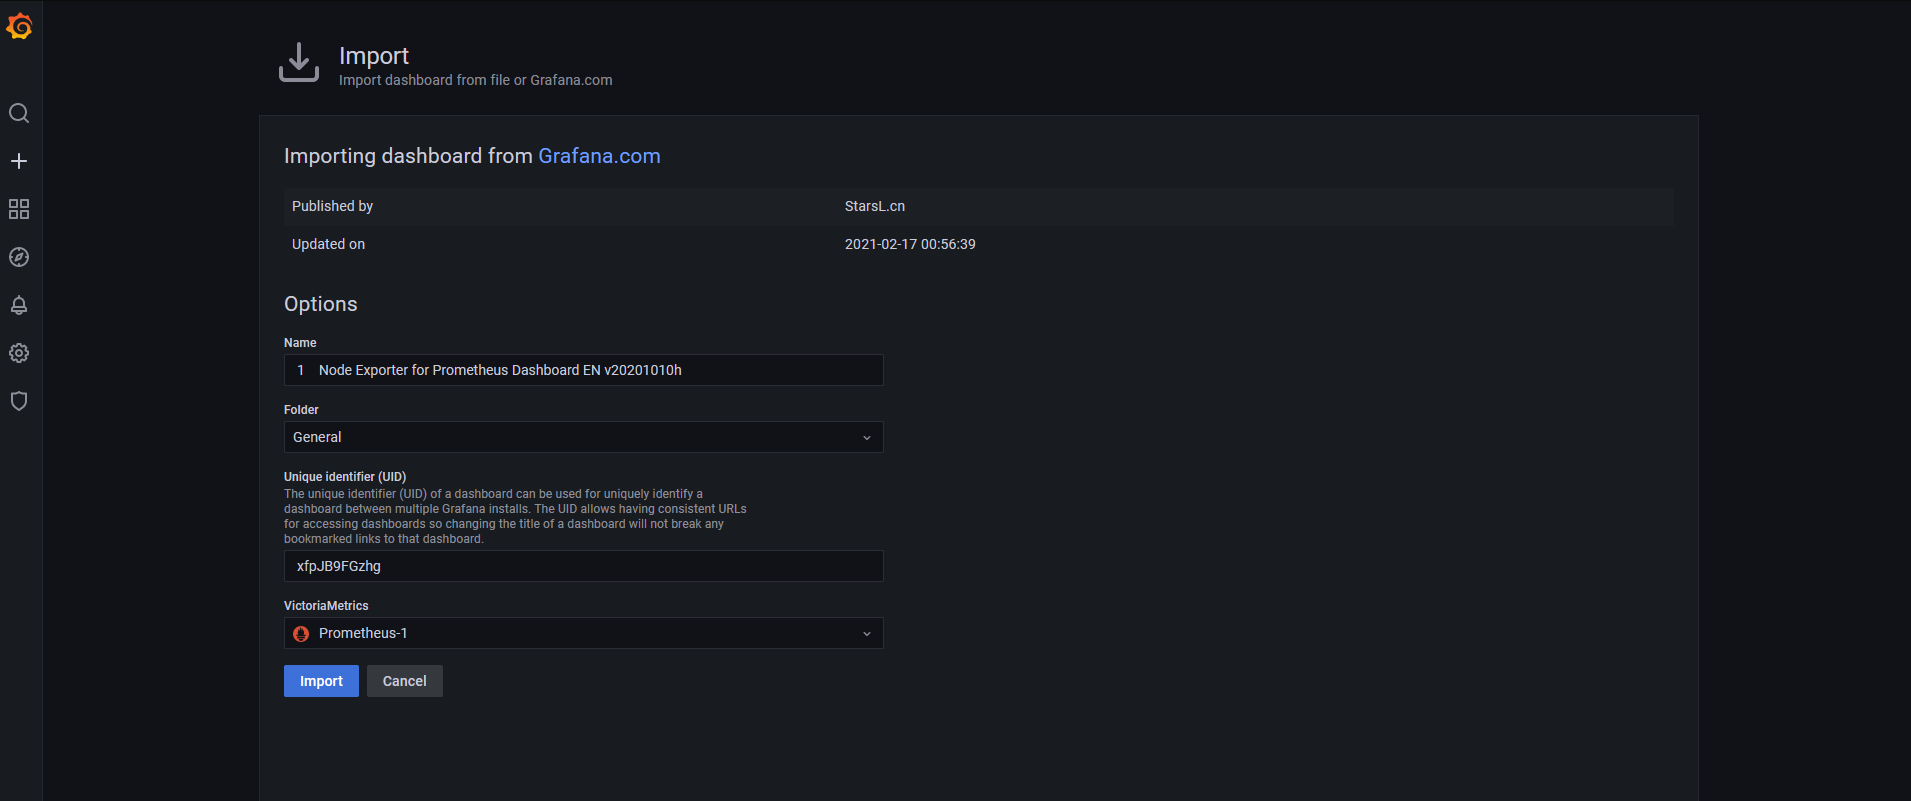 Import
Import dashboard from file or Grafana.com
Importing dashboard from Grafana.com
Published by StarsL.cn
Updated on 2021-02-17 00:56:39
Options
Name
1 Node Exporter for Prometheus Dashboard EN v20201010h
Folder
General
Unique identifier (UID)
The unique identifier (UID) of a dashboard can be used for uniquely identify a
dashboard between multiple Grafana installs. The UID allows having consistent URLs
for accessing dashboards so changing the title of a dashboard will not break any
bookmarked links to that dashboard.
xfpJB9FGzhg
VictoriaMetrics
Prometheus-1
Import Cancel